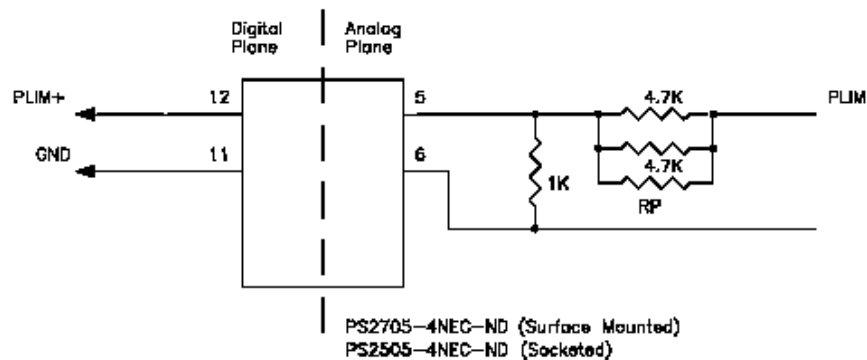 Digital Plane
Analog Plane
PLIM+
12
5
4.7K
PLIM
GND
11
6
1K
4.7K
RP
PS2705-4NEC-ND (Surface Mounted)
PS2505-4NEC-ND (Socketed)